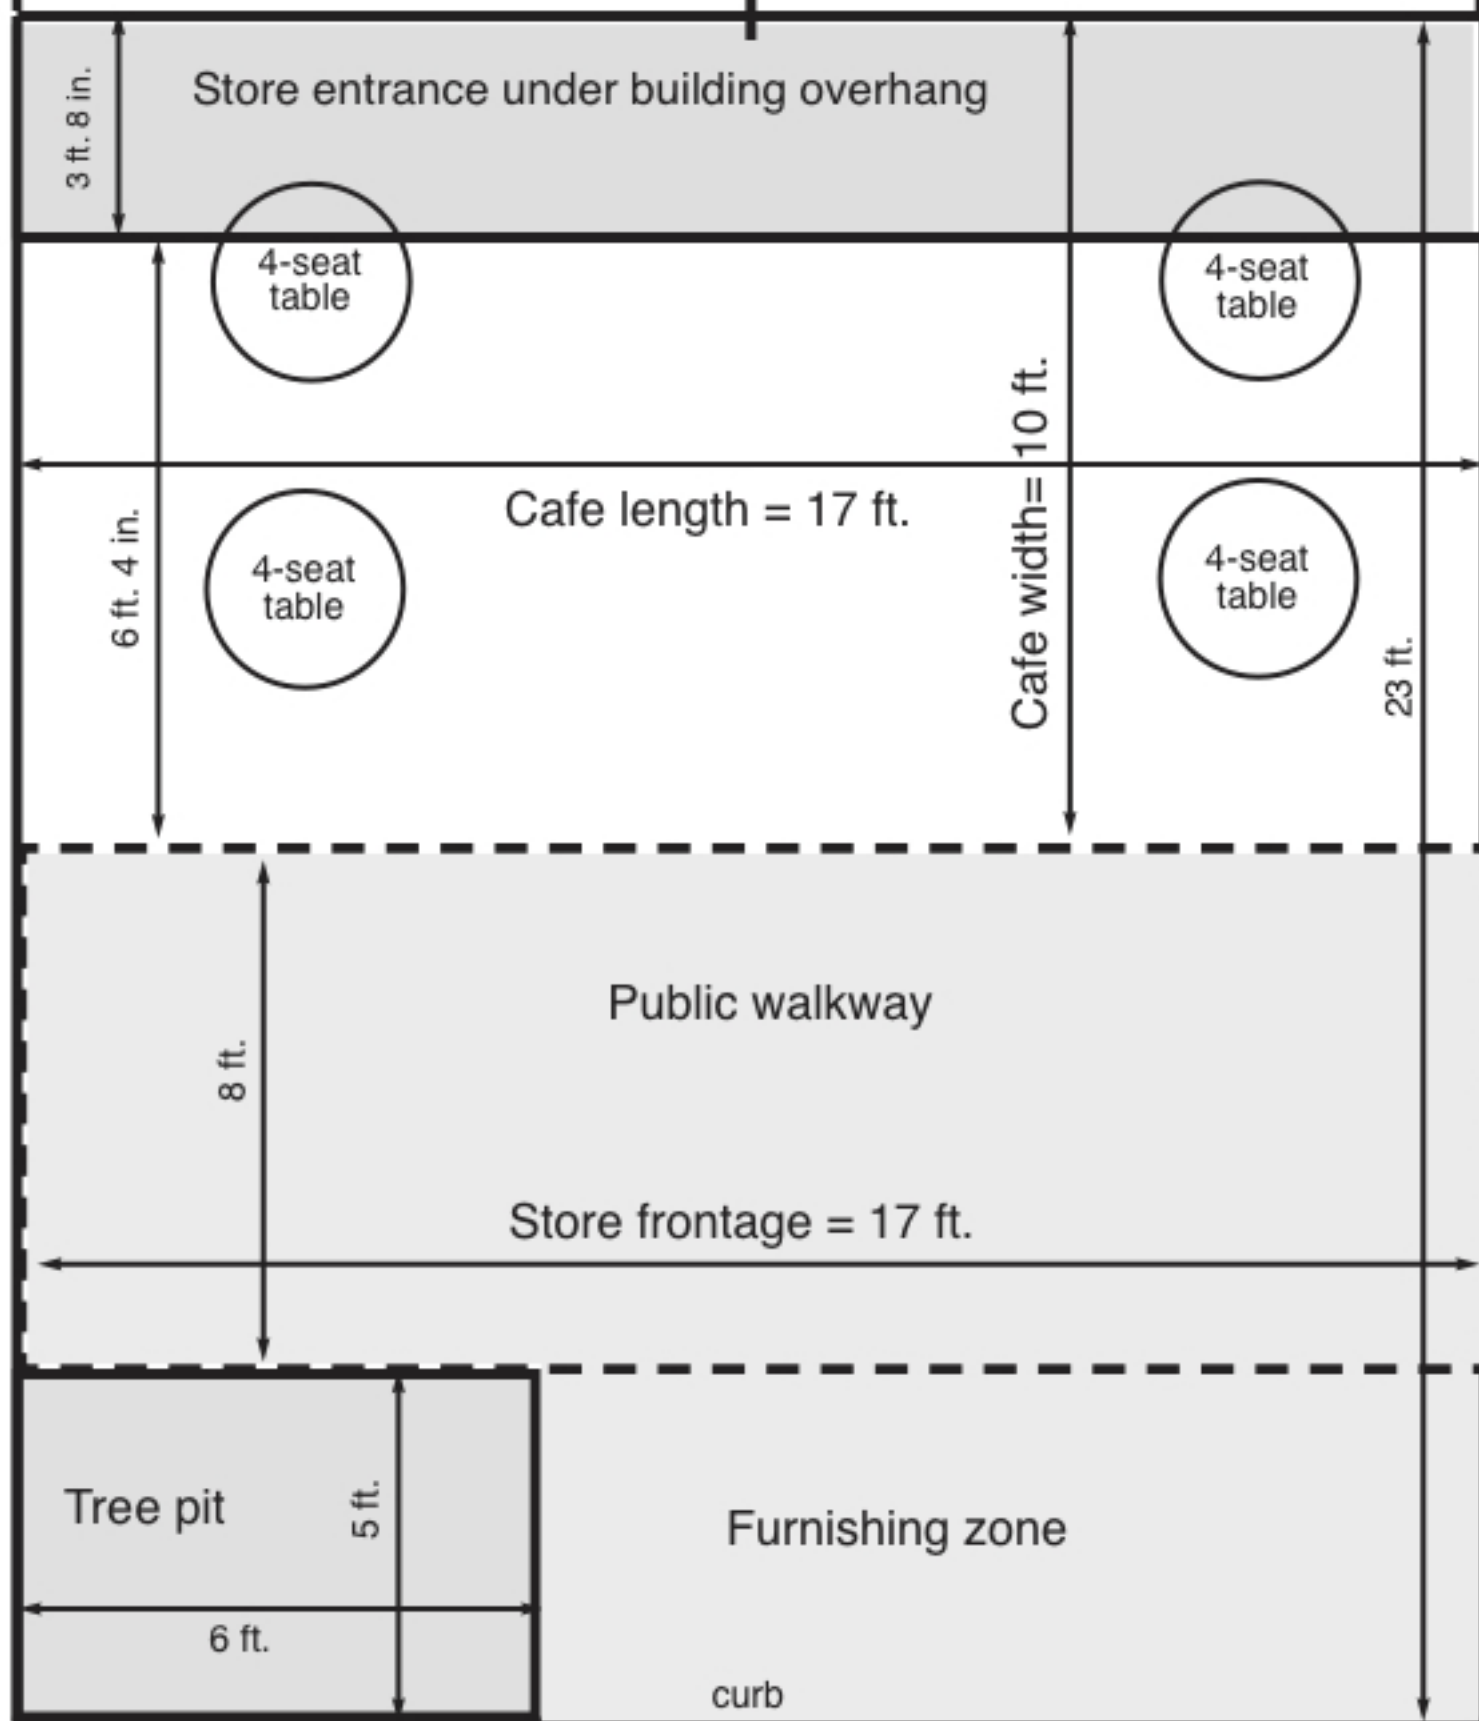 Store entrance under building overhang
3 ft. 8 in.
4-seat
table
4-seat
table
Cafe width= 10 ft.
Cafe length = 17 ft.
6 ft. 4 in.
4-seat
table
4-seat
table
23 ft.
Public walkway
8 ft.
Store frontage = 17 ft.
Tree pit
5 ft.
Furnishing zone
6 ft.
curb